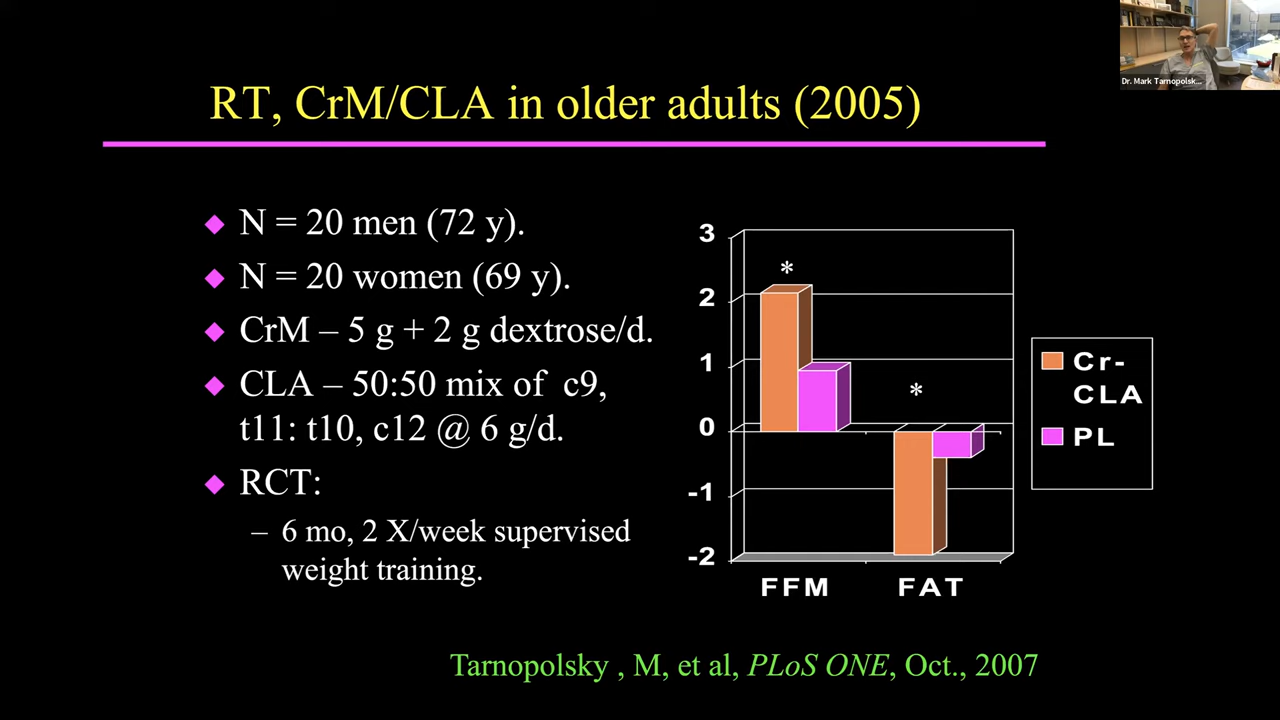 Dr. Mark Tarnopolsk...
RT, CrM/CLA in older adults (2005)
N = 20 men (72 y).
N = 20 women (69 y).
CrM – 5 g + 2 g dextrose/d.
CLA – 50:50 mix of c9,
t11: t10, c12 @ 6 g/d.
RCT:
– 6 mo, 2 X/week supervised
weight training.
3
2
1
0
-1
-2
*
*
FFM
FAT
Cr-
CLA
PL
Tarnopolsky , M, et al, PLoS ONE, Oct., 2007